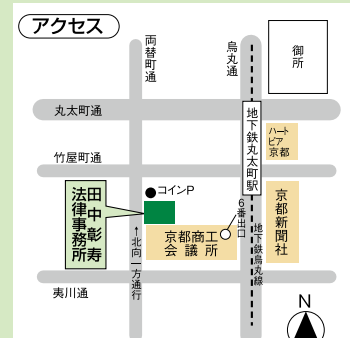 アクセス
両替町通
烏丸通
御所
丸太町通
地下鉄丸太町駅
ハート
ピア
京都
竹屋町通
コインP
田中彰寿
法律事務所
6番出口
京都新聞社
京都商工
会議所
↑北向一方通行
地下鉄烏丸線
夷川通
N